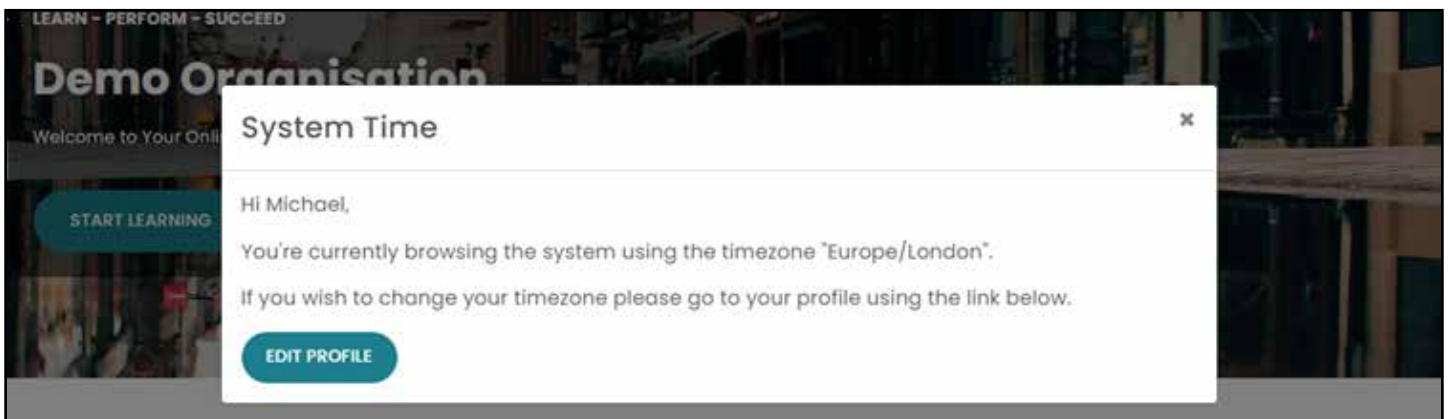 LEARN - PERFORM - SUCCEED
Demo Organisation
Welcome to Your Onli
START LEARNING
System Time
×
Hi Michael,
You're currently browsing the system using the timezone "Europe/London".
If you wish to change your timezone please go to your profile using the link below.
EDIT PROFILE